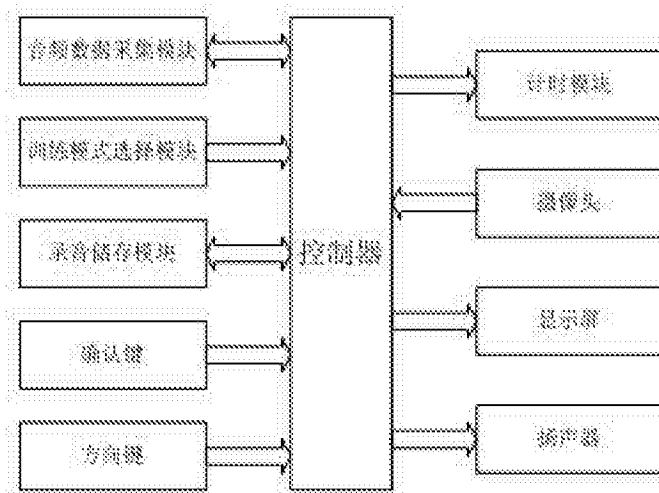 音频数据采集模块
训练模式选择模块
录音储存模块
确认键
方向键
控制器
计时模块
摄像头
显示屏
扬声器